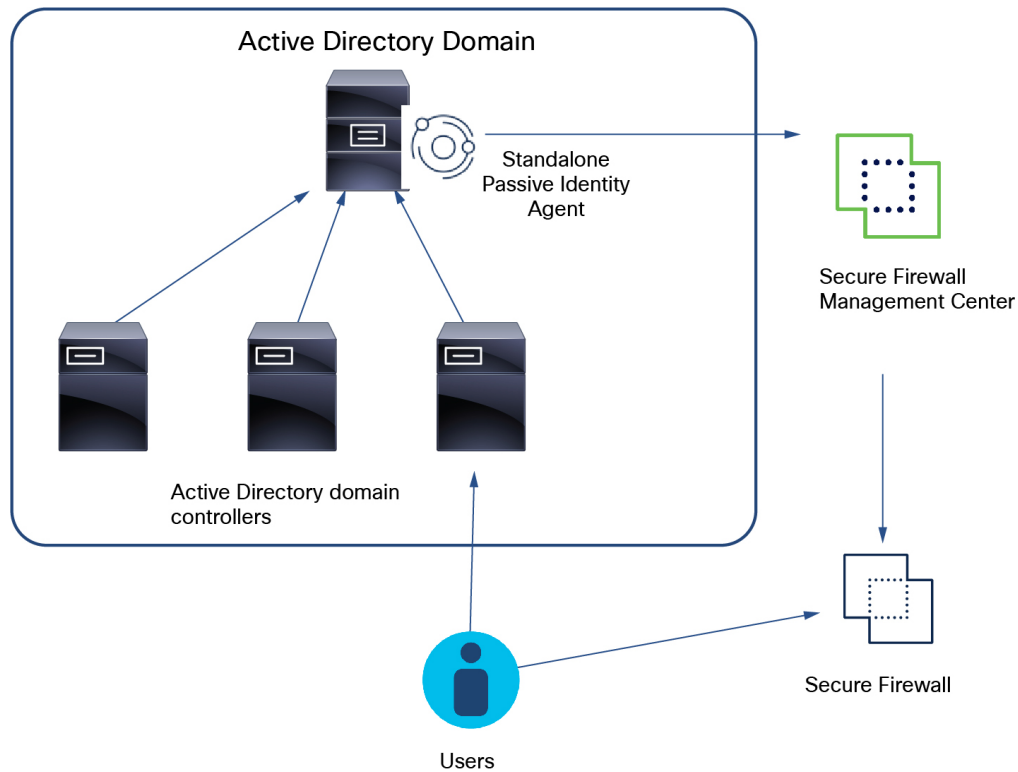 Active Directory Domain
Standalone
Passive Identity
Agent
Secure Firewall
Management Center
Active Directory domain
controllers
Secure Firewall
Users